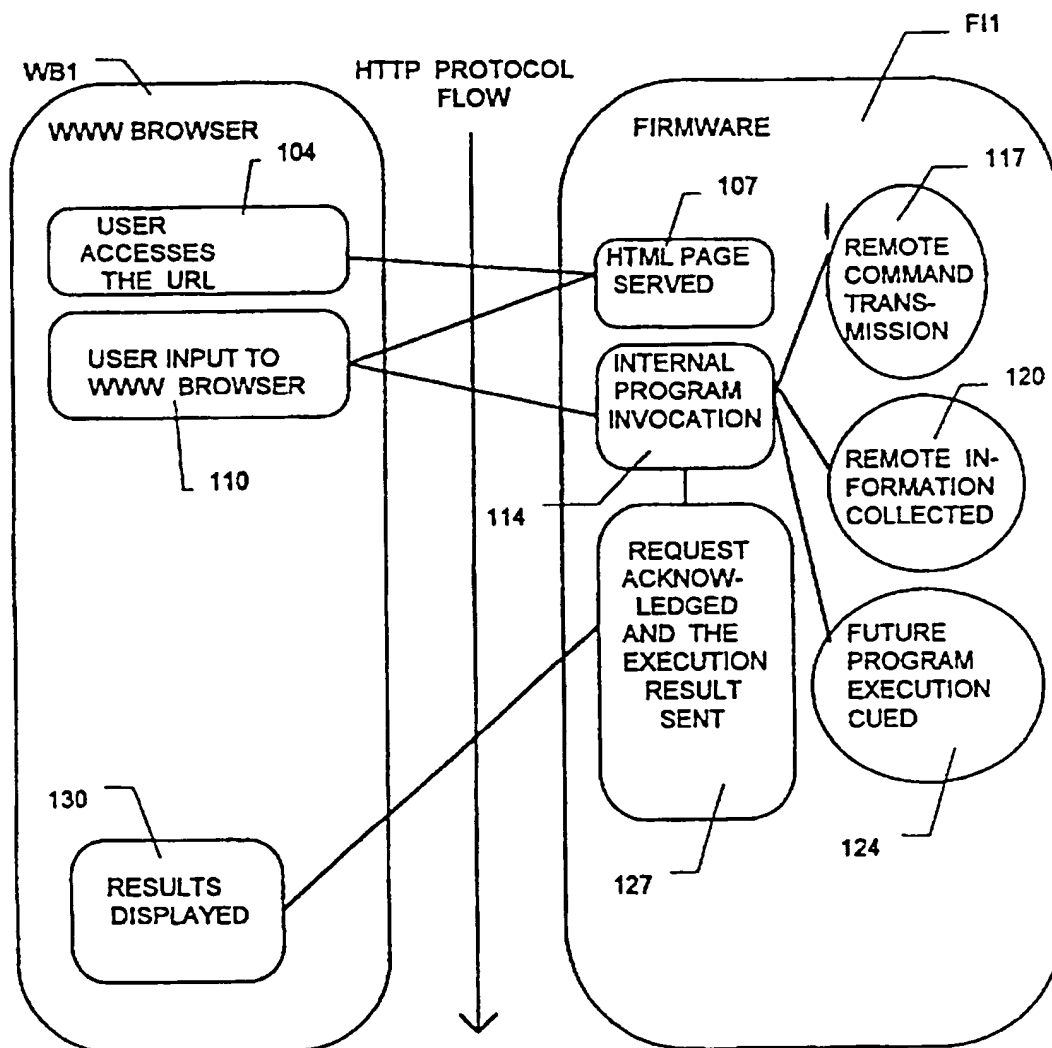 FI1
WB1
HTTP PROTOCOL
FLOW
WWW BROWSER
FIRMWARE
104
107
117
USER
ACCESSES
THE URL
HTML PAGE
SERVED
REMOTE
COMMAND
TRANS-
MISSION
USER INPUT TO
WWW BROWSER
INTERNAL
PROGRAM
INVOCATION
110
114
120
REMOTE IN-
FORMATION
COLLECTED
REQUEST
ACKNOW-
LEDGED
AND THE
EXECUTION
RESULT
SENT
FUTURE
PROGRAM
EXECUTION
CUED
130
127
124
RESULTS
DISPLAYED